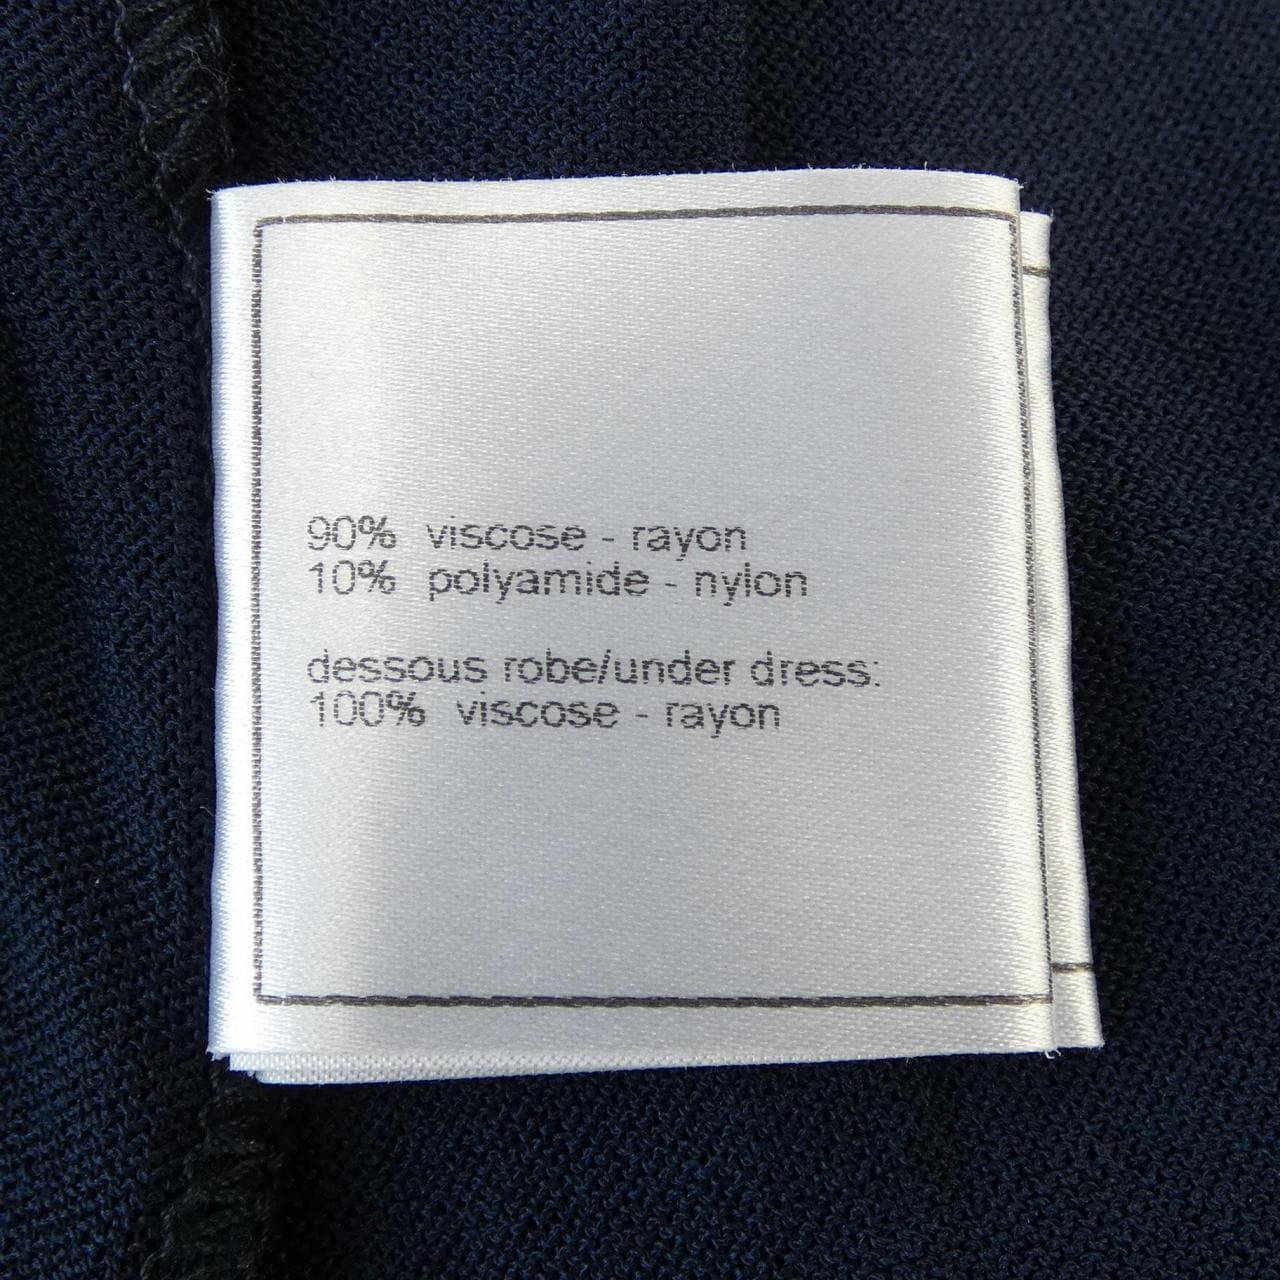 90% viscose - rayon
10% polyamide - nylon
dessous robe/under dress:
100% viscose - rayon